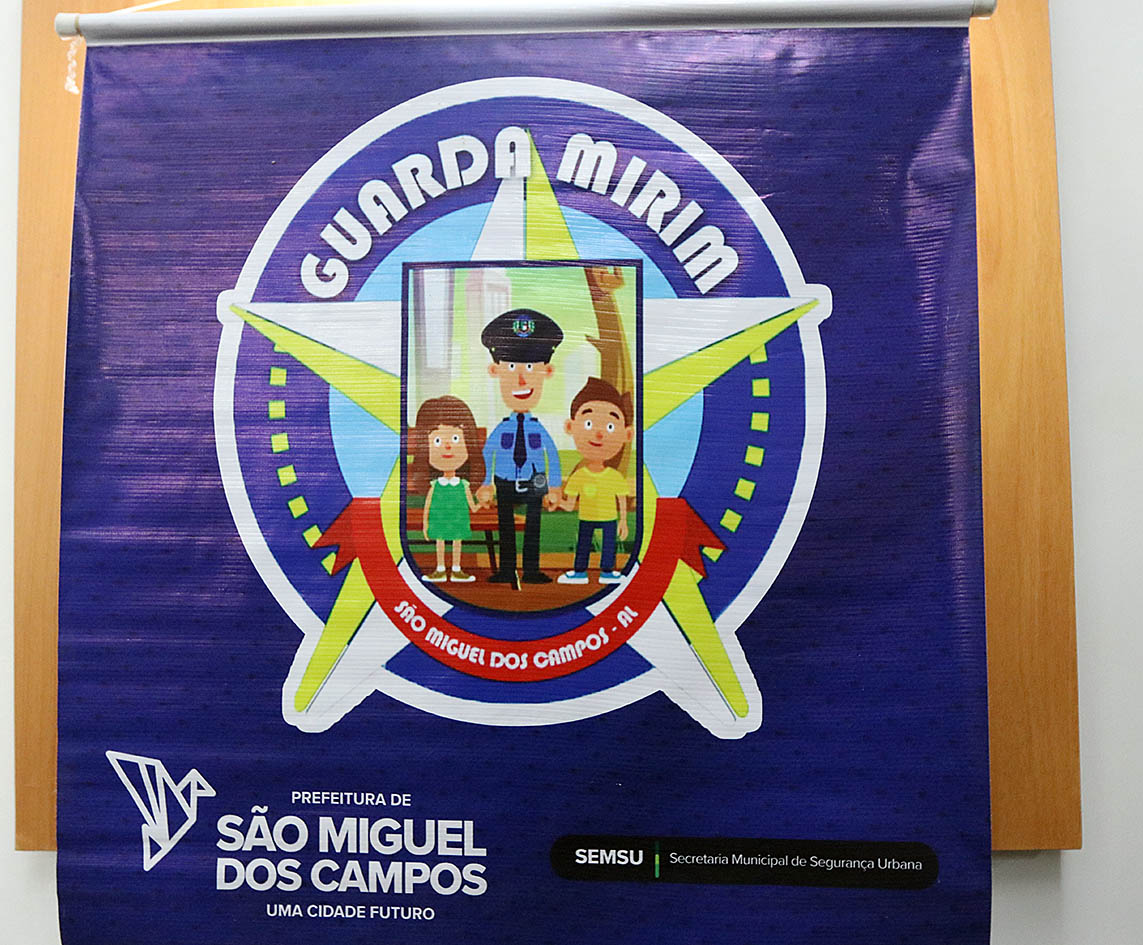 GUARDA MIRIM
SÃO MIGUEL DOS CAMPOS - AL
PREFEITURA DE
SÃO MIGUEL
DOS CAMPOS
UMA CIDADE FUTURO
SEMSU
Secretaria Municipal de Segurança Urbana